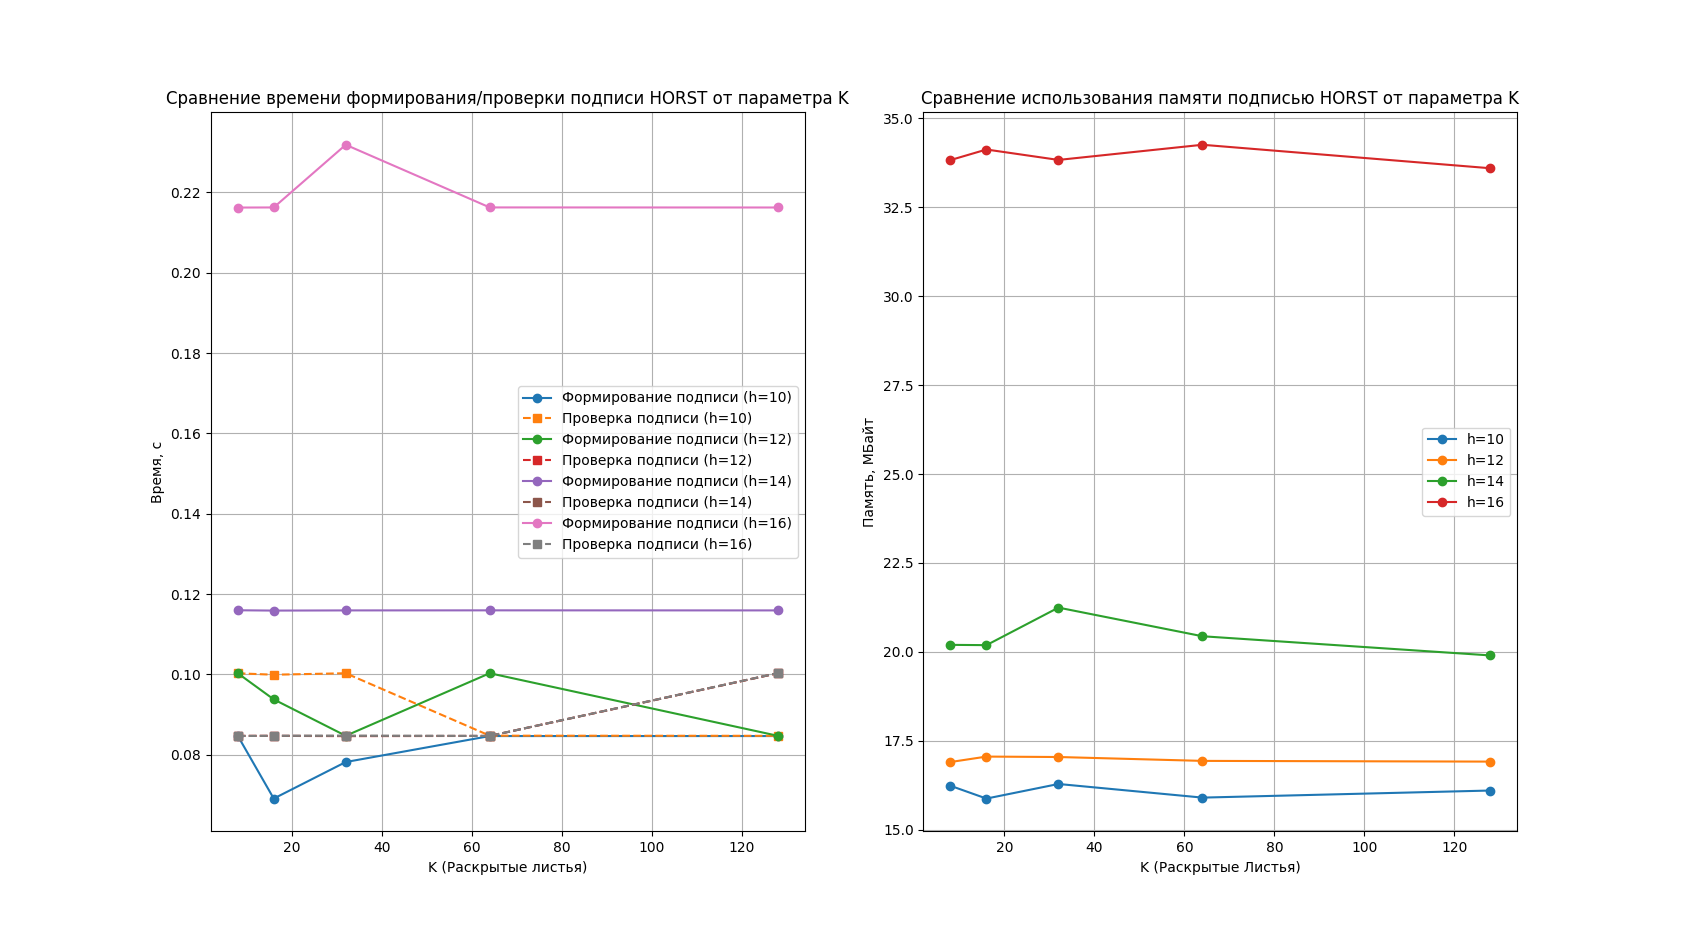 Сравнение времени формирования/проверки подписи HORST от параметра K
0.22
0.20
0.18
0.16
0.14
0.12
0.10
0.08
Время, с
Формирование подписи (h=10)
Проверка подписи (h=10)
Формирование подписи (h=12)
Проверка подписи (h=12)
Формирование подписи (h=14)
Проверка подписи (h=14)
Формирование подписи (h=16)
Проверка подписи (h=16)
20 40 60 80 100 120
K (Раскрытые листья)
Сравнение использования памяти подписью HORST от параметра K
35.0
32.5
30.0
27.5
25.0
22.5
20.0
17.5
15.0
Память, МБайт
h=10
h=12
h=14
h=16
20 40 60 80 100 120
K (Раскрытые Листья)